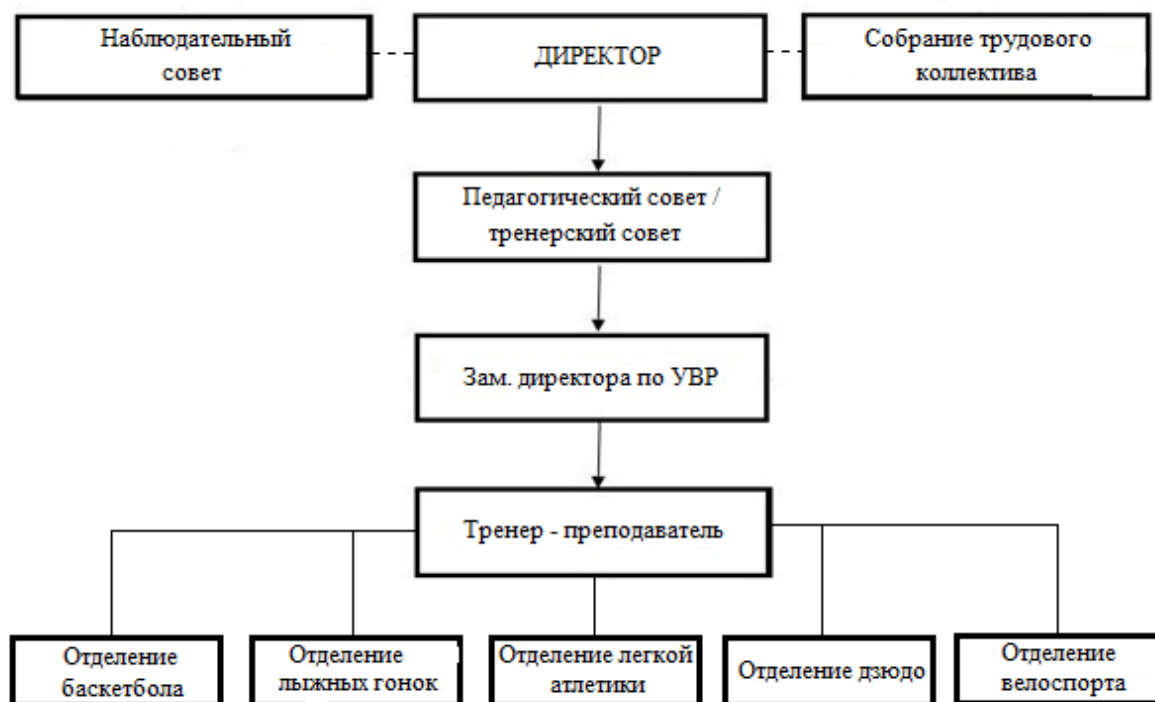 Наблюдательный
совет
ДИРЕКТОР
Собрание трудового
коллектива
Педагогический совет /
тренерский совет
Зам. директора по УВР
Тренер - преподаватель
Отделение
баскетбола
Отделение
лыжных гонок
Отделение легкой
атлетики
Отделение дзюдо
Отделение
велоспорта